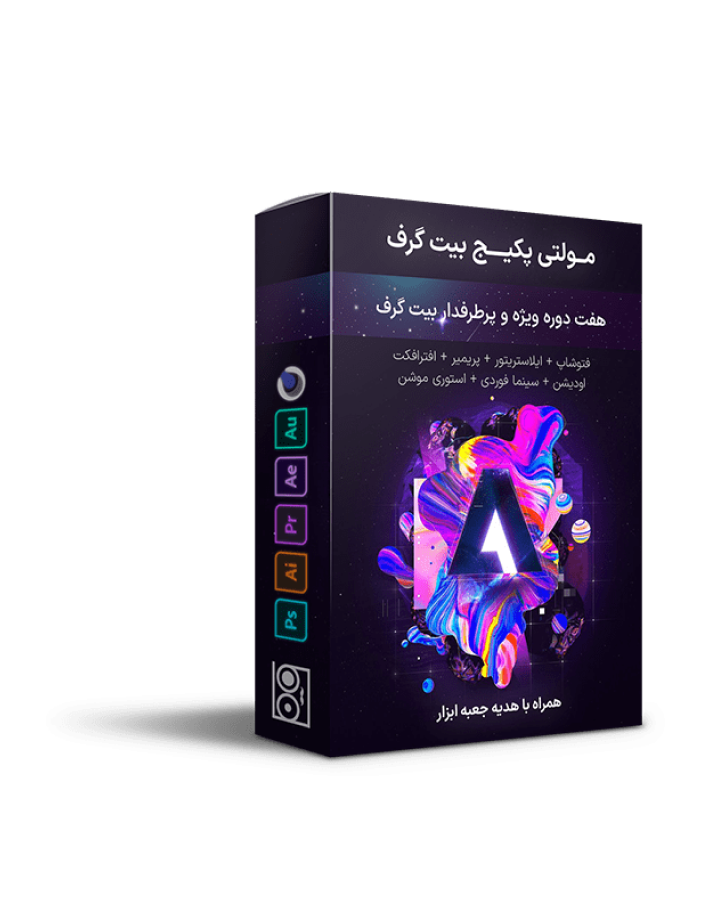 مـولتی پکیـــج بیت گرف
هفت دوره ویژه و پرطرفدار بیت گرف
فتوشاپ + ایلاستریتور + پریمیر + افترافکت
اودیشن + سینما فوردی + استوری موشن
همراه با هدیه جعبه ابزار
Au
Ae
Pr
Ai
Ps